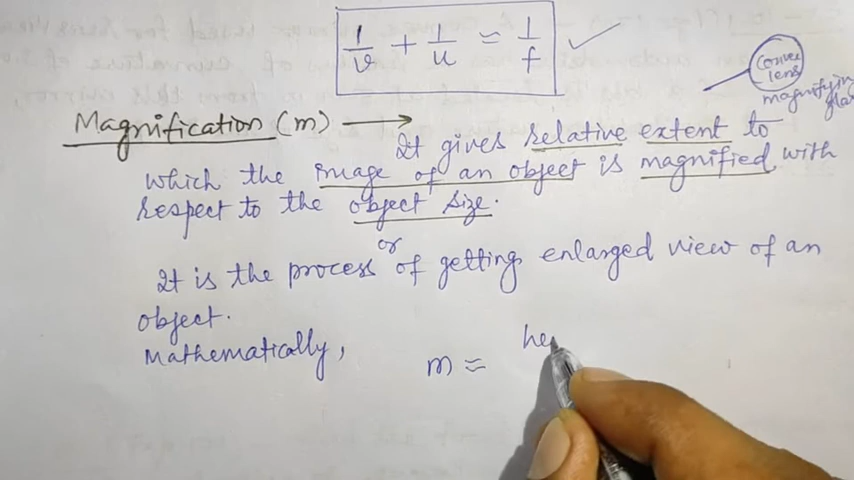 1/v + 1/u = 1/f ✓
Convex
lens
magnifying
Magnification (m) →
It gives relative extent to
which the image of an object is magnified with
respect to the object size.
or
It is the process of getting enlarged view of an
object.
Mathematically,
m = he